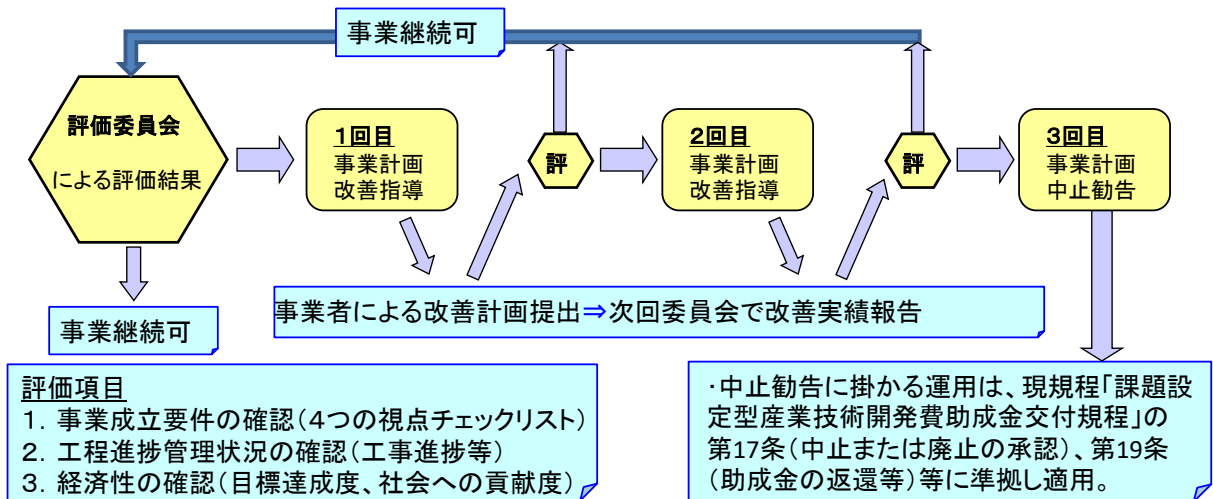 事業継続可
評価委員会
による評価結果
1回目
事業計画
改善指導
評
2回目
事業計画
改善指導
評
3回目
事業計画
中止勧告
事業者による改善計画提出⇒次回委員会で改善実績報告
事業継続可
評価項目
1. 事業成立要件の確認（4つの視点チェックリスト）
2. 工程進捗管理状況の確認（工事進捗等）
3. 経済性の確認（目標達成度、社会への貢献度）
・中止勧告に掛かる運用は、現規程「課題設
定型産業技術開発費助成金交付規程」の
第17条（中止または廃止の承認）、第19条
（助成金の返還等）等に準拠し適用。